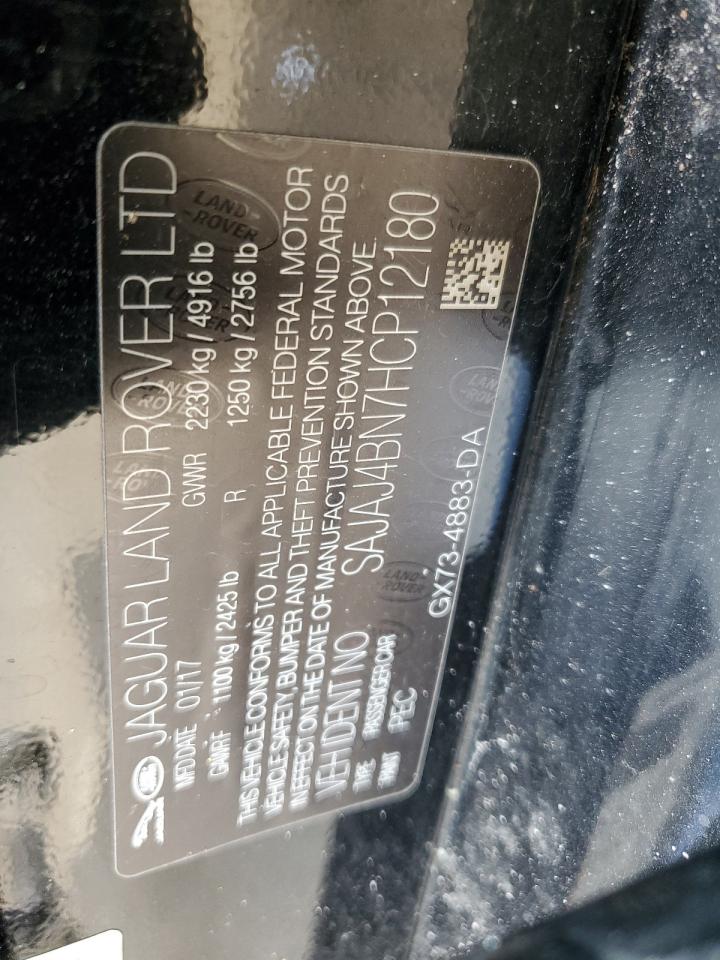 JAGUAR LAND ROVER LTD
MFD DATE 01/17 GVWR 2230 kg / 4916 lb
GAWR F 1100 kg / 2425 lb R 1250 kg / 2756 lb
THIS VEHICLE CONFORMS TO ALL APPLICABLE FEDERAL MOTOR
VEHICLE SAFETY, BUMPER AND THEFT PREVENTION STANDARDS
IN EFFECT ON THE DATE OF MANUFACTURE SHOWN ABOVE.
VEH IDENT NO SAJAJ4BN7HCP12180
TYPE PASSENGER CAR
PAINT PEC
GX73-4883-DA
LAND-ROVER